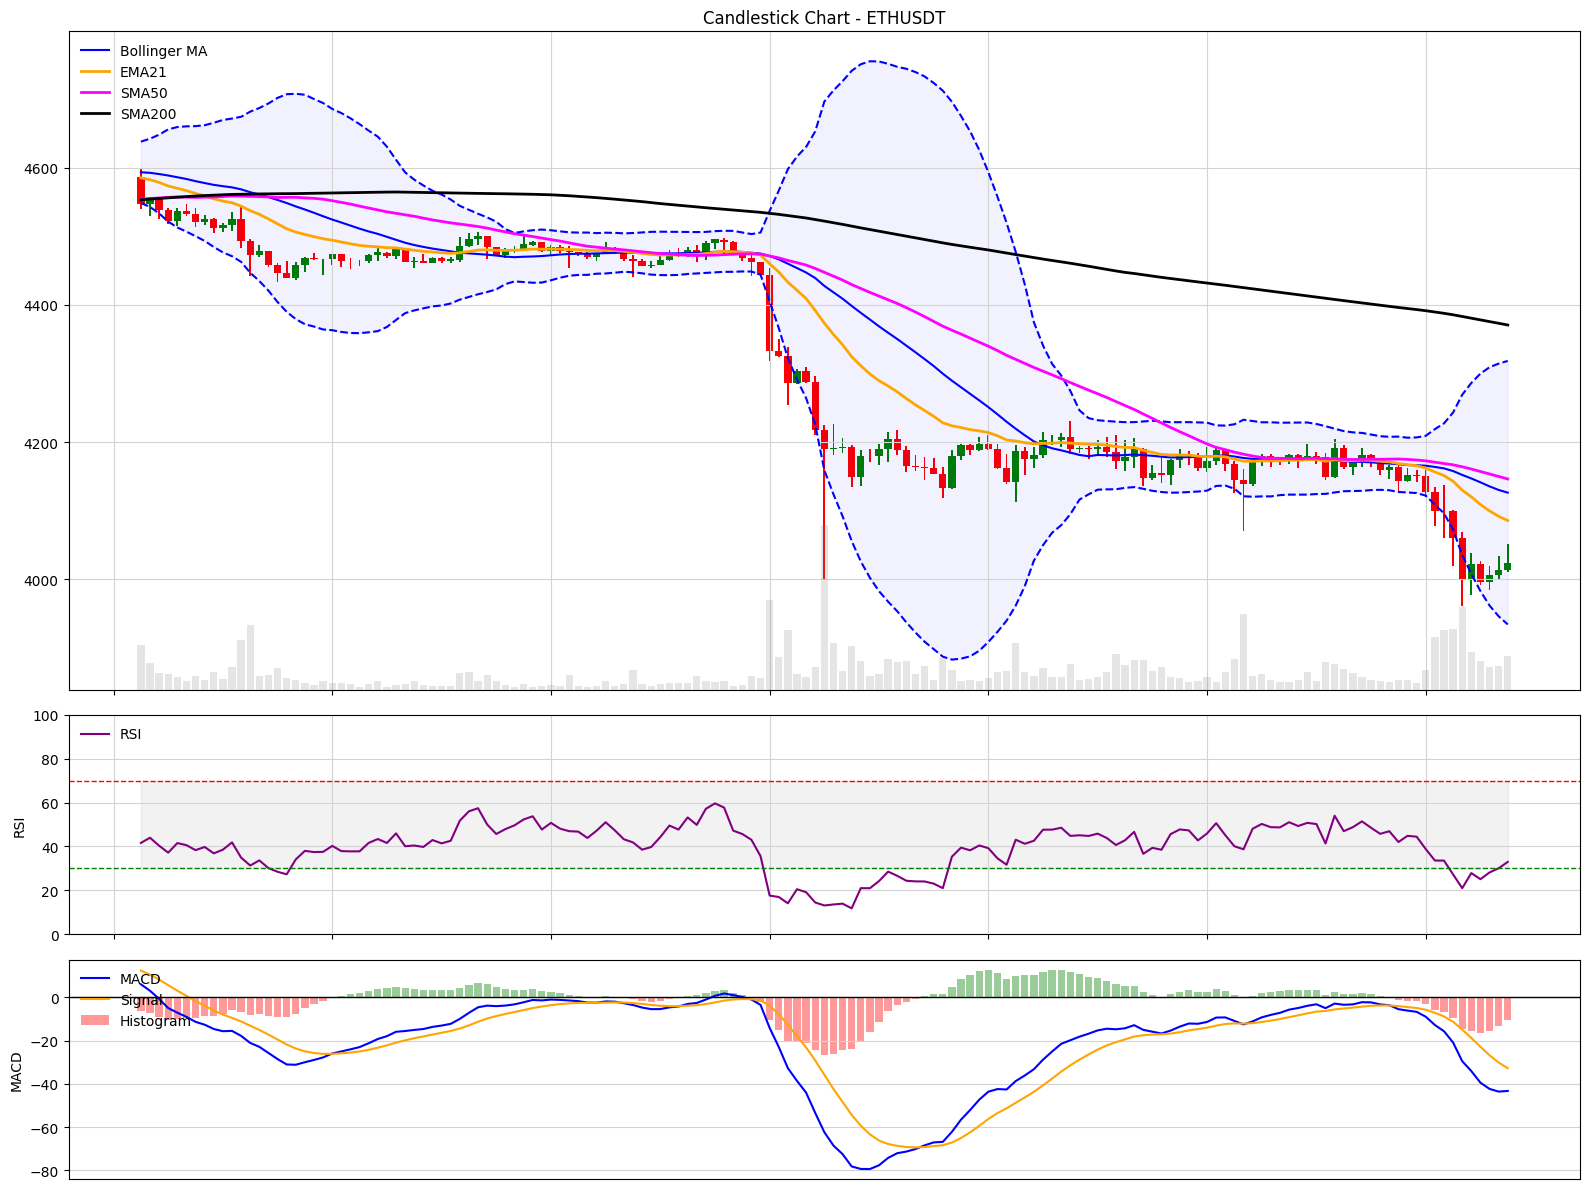 Candlestick Chart - ETHUSDT
Bollinger MA
EMA21
SMA50
SMA200
4600
4400
4200
4000
RSI
100
80
60
40
20
0
RSI
MACD
Signal
Histogram
0
−20
−40
−60
−80
MACD